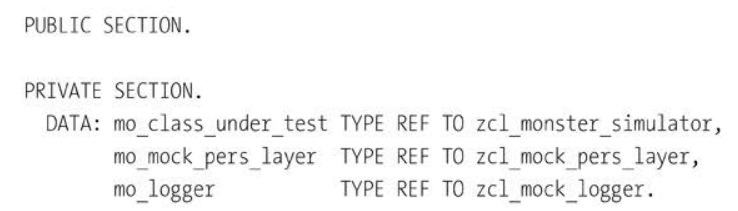 PUBLIC SECTION.
PRIVATE SECTION.
DATA: mo_class_under_test TYPE REF TO zcl_monster_simulator,
mo_mock_pers_layer TYPE REF TO zcl_mock_pers_layer,
mo_logger TYPE REF TO zcl_mock_logger.